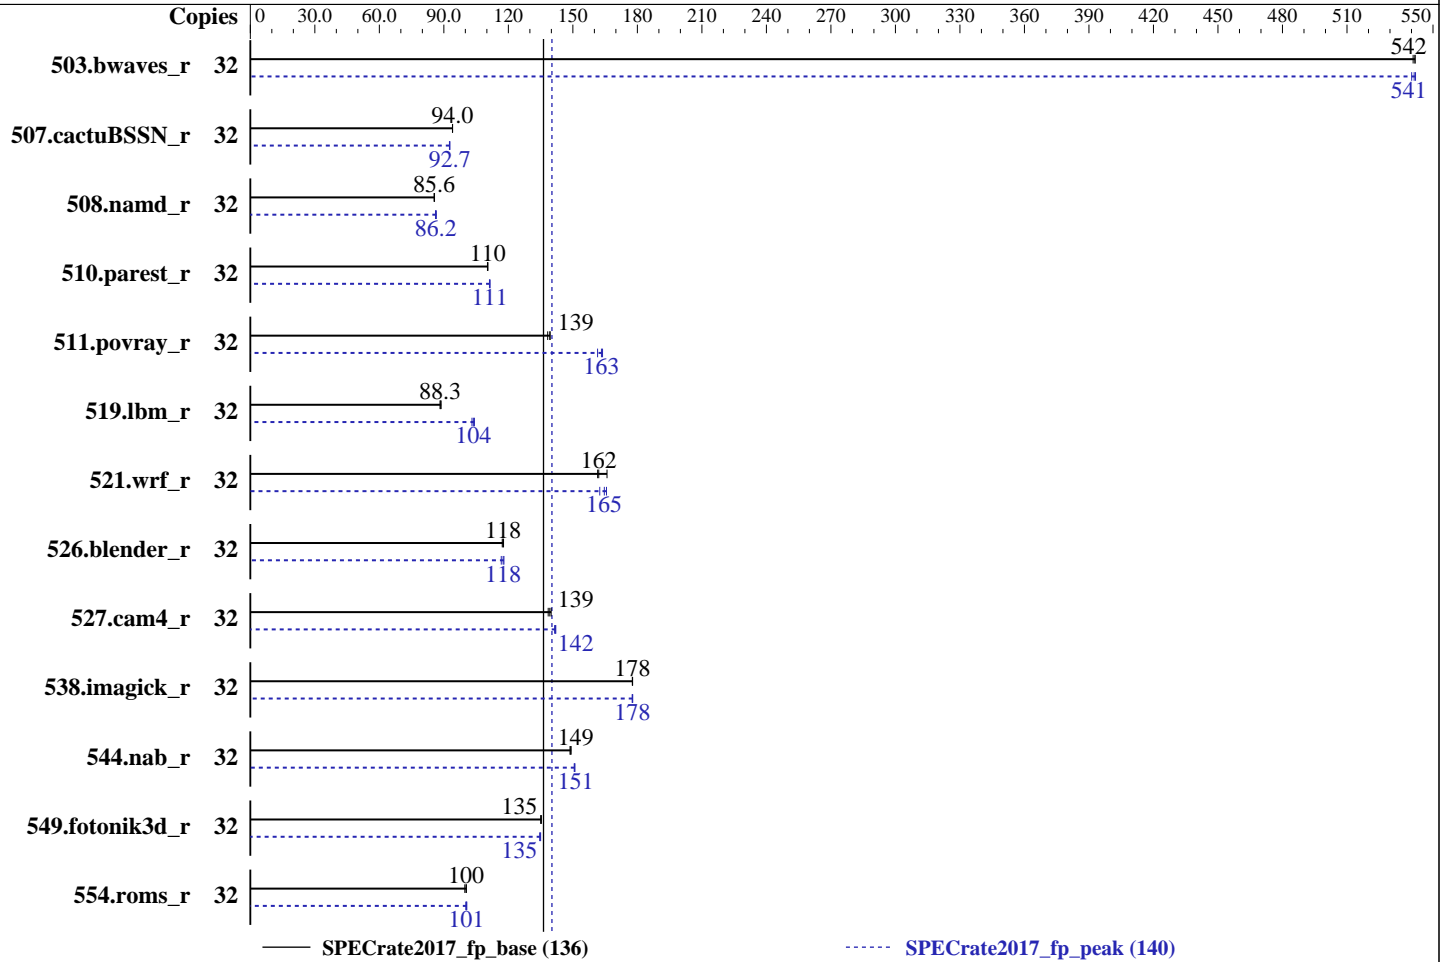 Copies 0 30.0 60.0 90.0 120 150 180 210 240 270 300 330 360 390 420 450 480 510 550
503.bwaves_r 32 542
541
507.cactuBSSN_r 32 94.0
92.7
508.namd_r 32 85.6
86.2
510.parest_r 32 110
111
511.povray_r 32 139
163
519.lbm_r 32 88.3
104
521.wrf_r 32 162
165
526.blender_r 32 118
118
527.cam4_r 32 139
142
538.imagick_r 32 178
178
544.nab_r 32 149
151
549.fotonik3d_r 32 135
135
554.roms_r 32 100
101
SPECrate2017_fp_base (136) SPECrate2017_fp_peak (140)